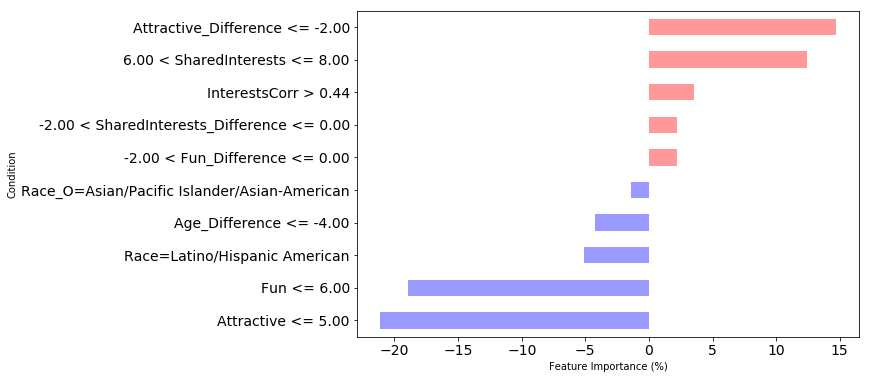 Attractive_Difference <= -2.00
6.00 < SharedInterests <= 8.00
InterestsCorr > 0.44
-2.00 < SharedInterests_Difference <= 0.00
-2.00 < Fun_Difference <= 0.00
Race_O=Asian/Pacific Islander/Asian-American
Age_Difference <= -4.00
Race=Latino/Hispanic American
Fun <= 6.00
Attractive <= 5.00
Condition
−20 −15 −10 −5 0 5 10 15
Feature Importance (%)